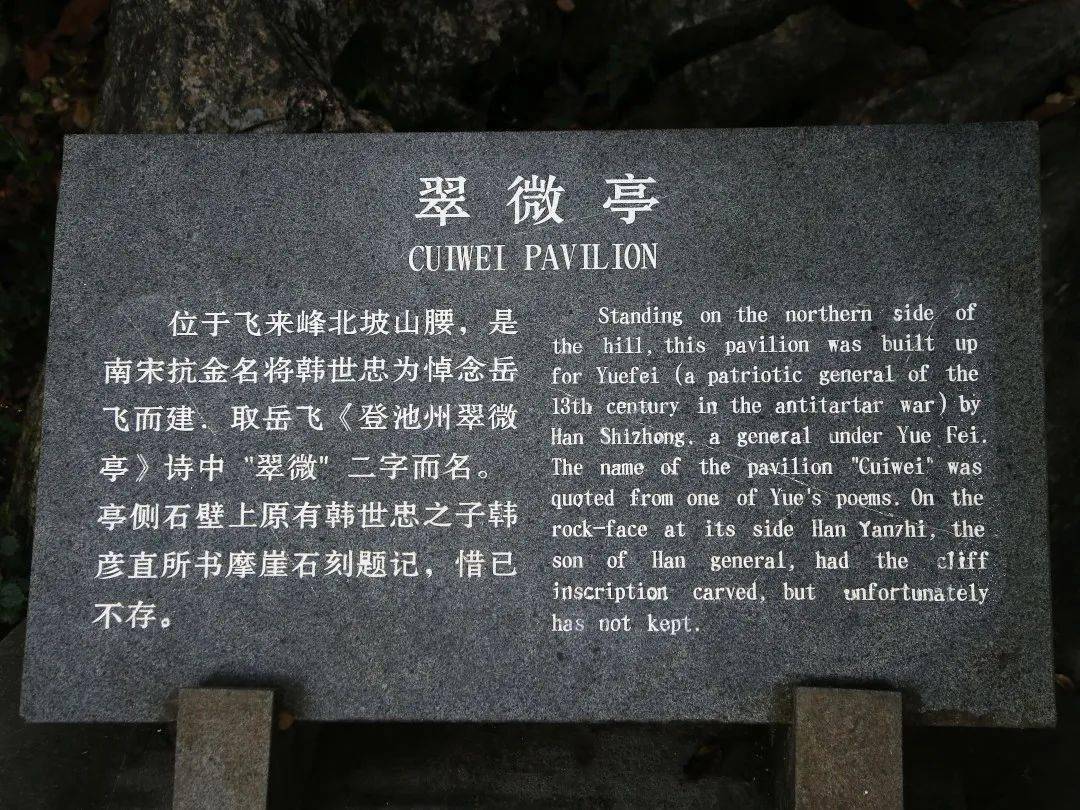 翠微亭
CUIWEI PAVILION
位于飞来峰北坡山腰，是
南宋抗金名将韩世忠为悼念岳
飞而建．取岳飞《登池州翠微
亭》诗中"翠微"二字而名。
亭侧石壁上原有韩世忠之子韩
彦直所书摩崖石刻题记，惜已
不存。
Standing on the northern side of
the hill, this pavilion was built up
for Yuefei (a patriotic general of the
13th century in the antitartar war) by
Han Shizhong. a general under Yue Fei.
The name of the pavilion "Cuiwei" was
quoted from one of Yue's poems. On the
rock-face at its side Han Yanzhi, the
son of Han general, had the cliff
inscription carved, but unfortunately
has not kept.